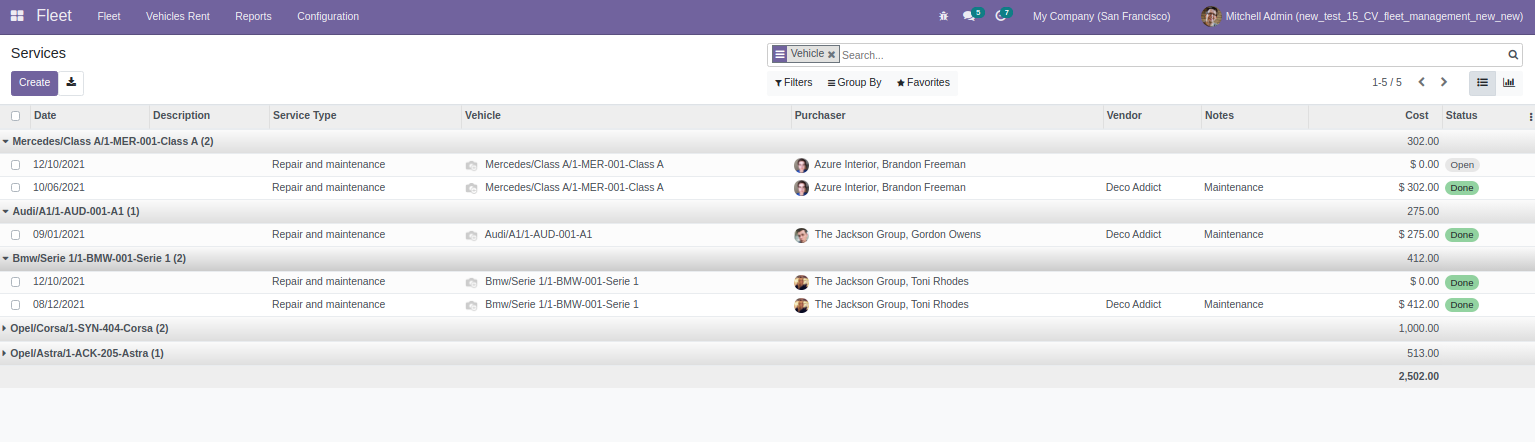 Fleet Fleet Vehicles Rent Reports Configuration 5 7 My Company (San Francisco) Mitchell Admin (new_test_15_CV_fleet_management_new_new)
Services Vehicle Search...
Create Filters Group By Favorites 1-5 / 5
Date Description Service Type Vehicle Purchaser Vendor Notes Cost Status
Mercedes/Class A/1-MER-001-Class A (2) 302.00
12/10/2021 Repair and maintenance Mercedes/Class A/1-MER-001-Class A Azure Interior, Brandon Freeman $ 0.00 Open
10/06/2021 Repair and maintenance Mercedes/Class A/1-MER-001-Class A Azure Interior, Brandon Freeman Deco Addict Maintenance $ 302.00 Done
Audi/A1/1-AUD-001-A1 (1) 275.00
09/01/2021 Repair and maintenance Audi/A1/1-AUD-001-A1 The Jackson Group, Gordon Owens Deco Addict Maintenance $ 275.00 Done
Bmw/Serie 1/1-BMW-001-Serie 1 (2) 412.00
12/10/2021 Repair and maintenance Bmw/Serie 1/1-BMW-001-Serie 1 The Jackson Group, Toni Rhodes $ 0.00 Done
08/12/2021 Repair and maintenance Bmw/Serie 1/1-BMW-001-Serie 1 The Jackson Group, Toni Rhodes Deco Addict Maintenance $ 412.00 Done
Opel/Corsa/1-SYN-404-Corsa (2) 1,000.00
Opel/Astra/1-ACK-205-Astra (1) 513.00
2,502.00